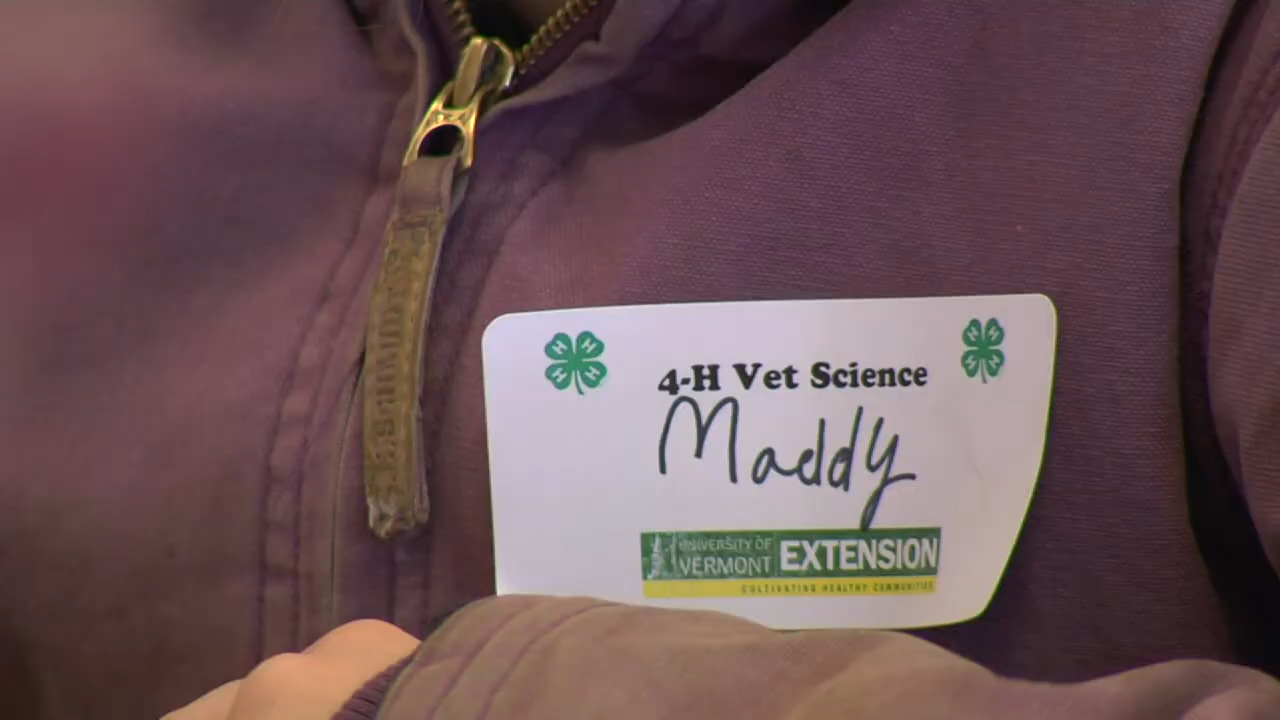 4-H Vet Science
Maddy
UNIVERSITY OF
VERMONT EXTENSION
CULTIVATING HEALTHY COMMUNITIES